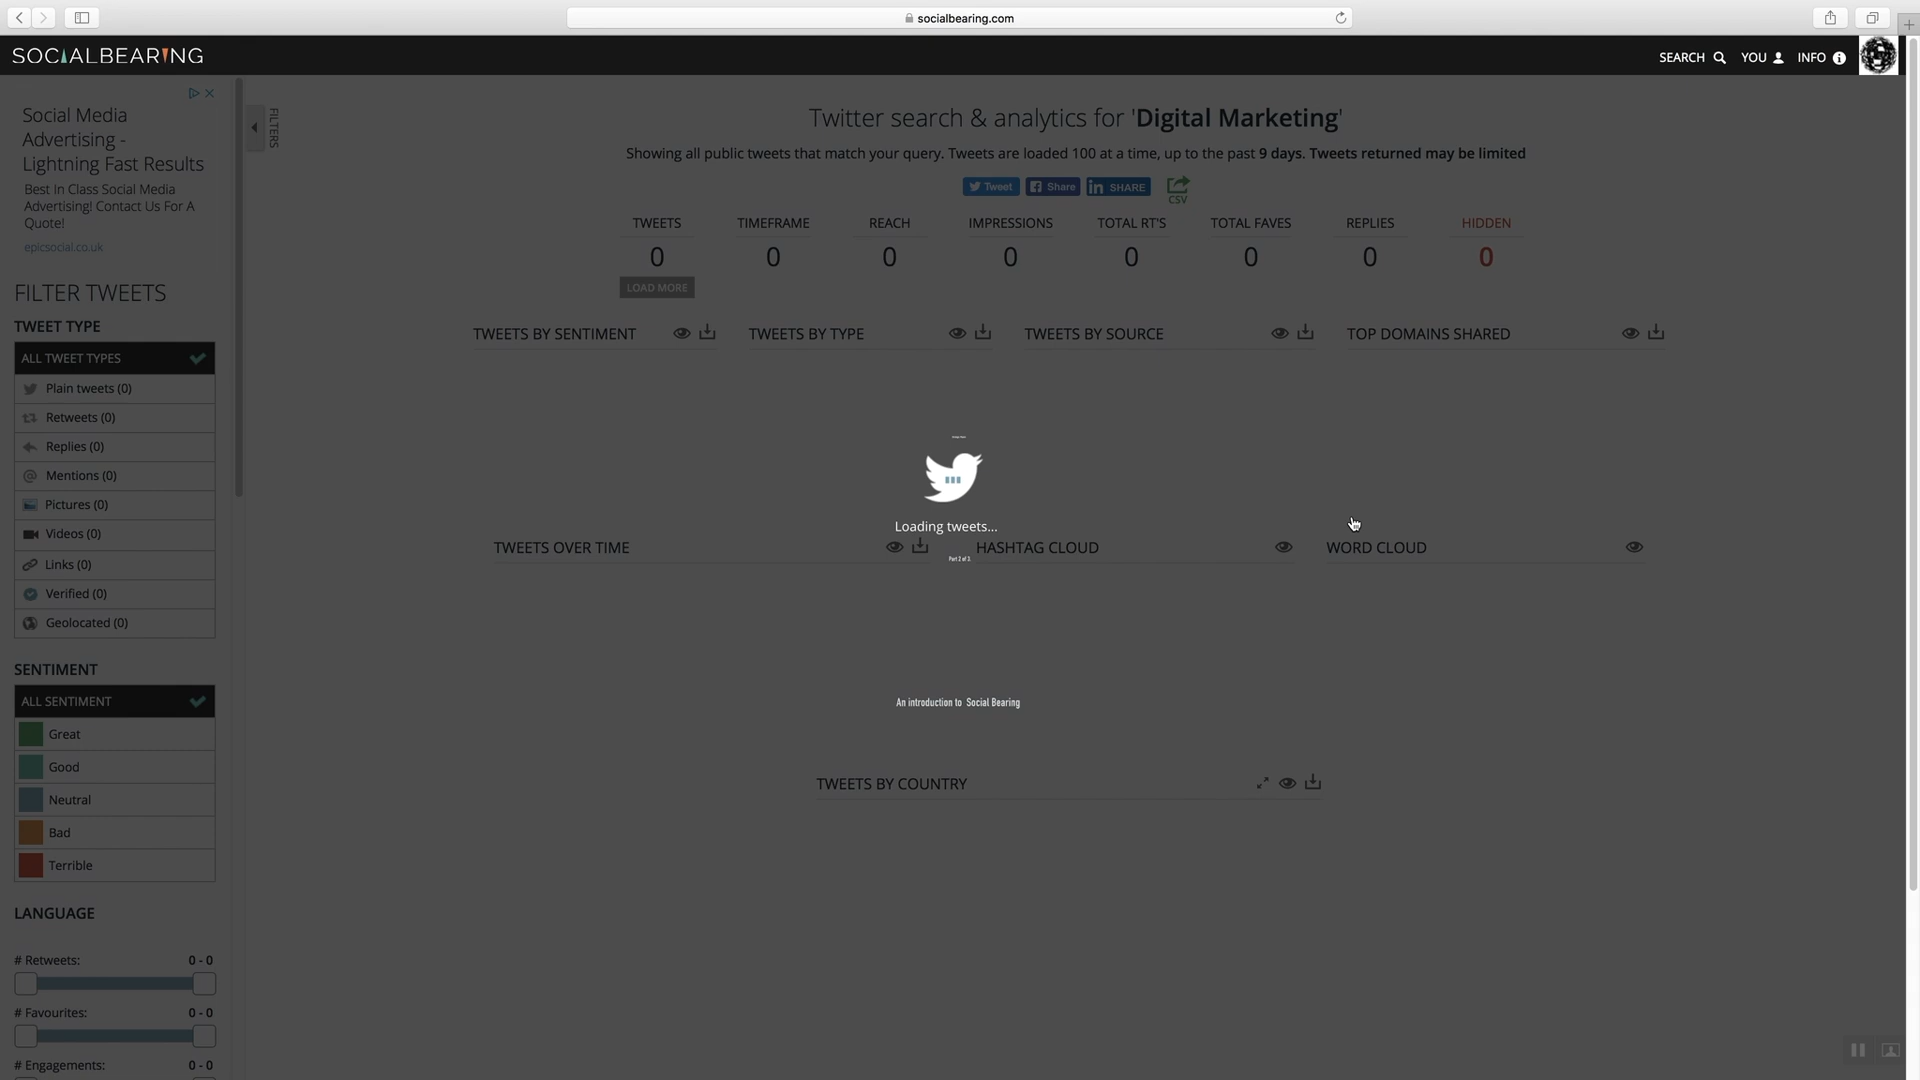 socialbearing.com
SOCIALBEARING
SEARCH
YOU
INFO
Social Media
Advertising -
Lightning Fast Results
Best In Class Social Media
Advertising! Contact Us For A
Quote!
epicsocial.co.uk
FILTERS
Twitter search & analytics for 'Digital Marketing'
Showing all public tweets that match your query. Tweets are loaded 100 at a time, up to the past 9 days. Tweets returned may be limited
Tweet Share SHARE CSV
TWEETS TIMEFRAME REACH IMPRESSIONS TOTAL RT'S TOTAL FAVES REPLIES HIDDEN
0 0 0 0 0 0 0 0
LOAD MORE
FILTER TWEETS
TWEET TYPE
ALL TWEET TYPES
Plain tweets (0)
Retweets (0)
Replies (0)
Mentions (0)
Pictures (0)
Videos (0)
Links (0)
Verified (0)
Geolocated (0)
SENTIMENT
ALL SENTIMENT
Great
Good
Neutral
Bad
Terrible
LANGUAGE
# Retweets: 0 - 0
# Favourites: 0 - 0
# Engagements: 0 - 0
TWEETS BY SENTIMENT TWEETS BY TYPE TWEETS BY SOURCE TOP DOMAINS SHARED
Loading tweets...
TWEETS OVER TIME HASHTAG CLOUD WORD CLOUD
Part 2 of 3
An introduction to Social Bearing
TWEETS BY COUNTRY